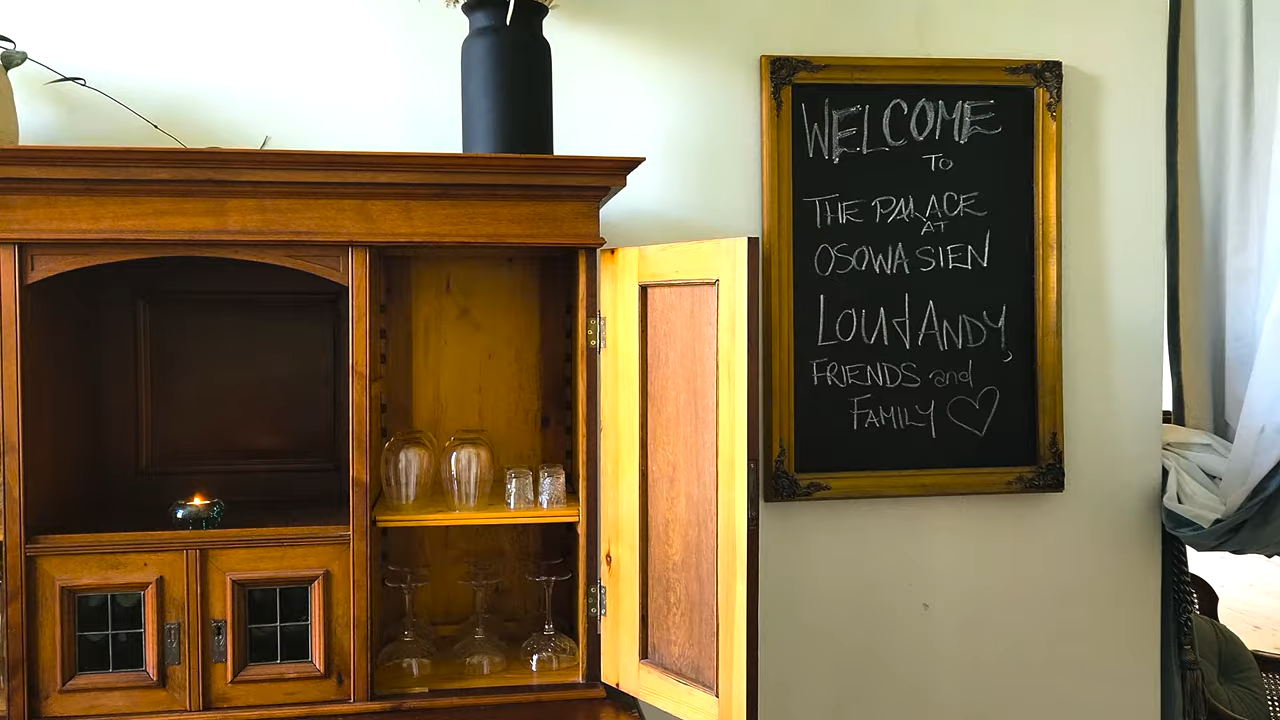 WELCOME
TO
THE PALACE
AT
OSOWA SIEN
LOU & ANDY,
FRIENDS and
FAMILY ♡